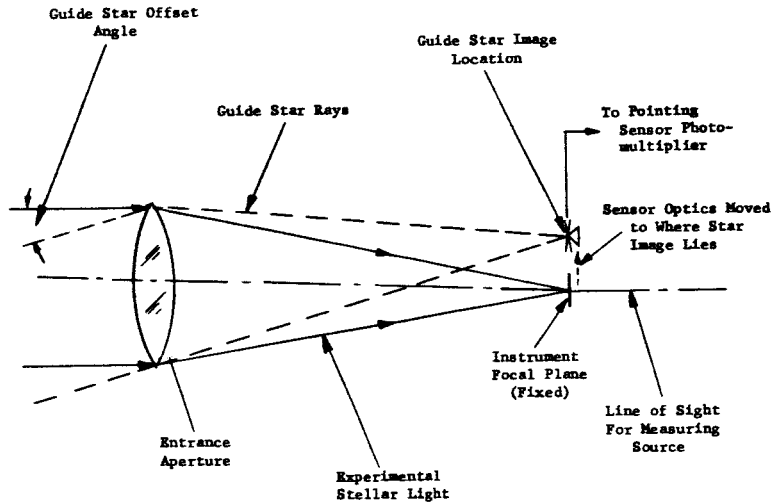 Guide Star Offset
Angle
Guide Star Image
Location
Guide Star Rays
To Pointing
Sensor Photo-
multiplier
Sensor Optics Moved
to Where Star
Image Lies
Instrument
Focal Plane
(Fixed)
Line of Sight
For Measuring
Source
Entrance
Aperture
Experimental
Stellar Light